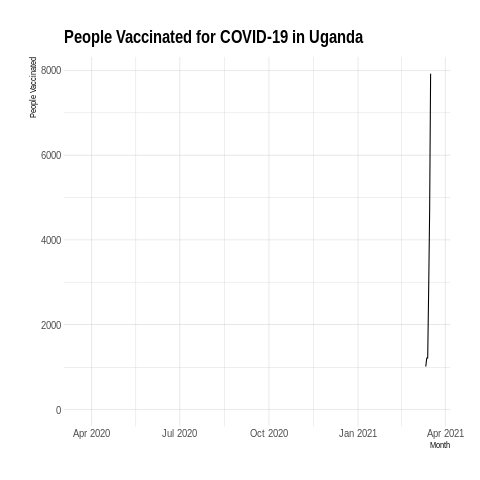 People Vaccinated for COVID-19 in Uganda
People Vaccinated
8000
6000
4000
2000
0
Apr 2020 Jul 2020 Oct 2020 Jan 2021 Apr 2021
Month